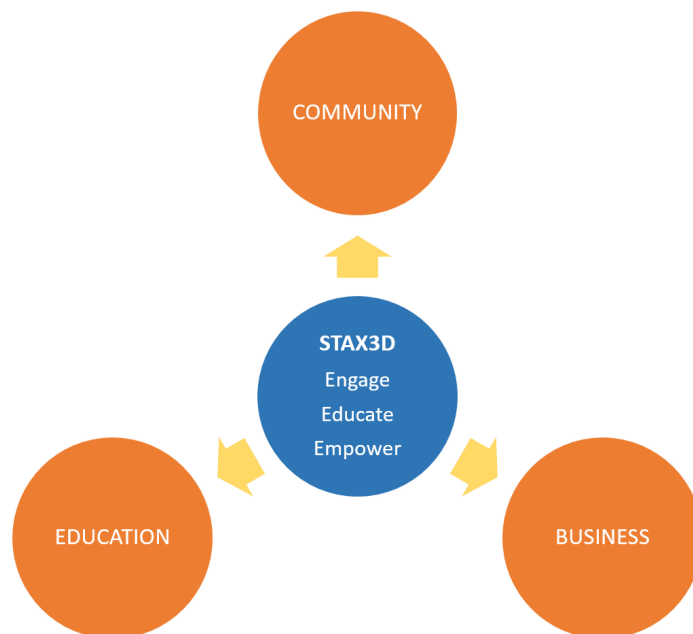 COMMUNITY
STAX3D
Engage
Educate
Empower
EDUCATION
BUSINESS